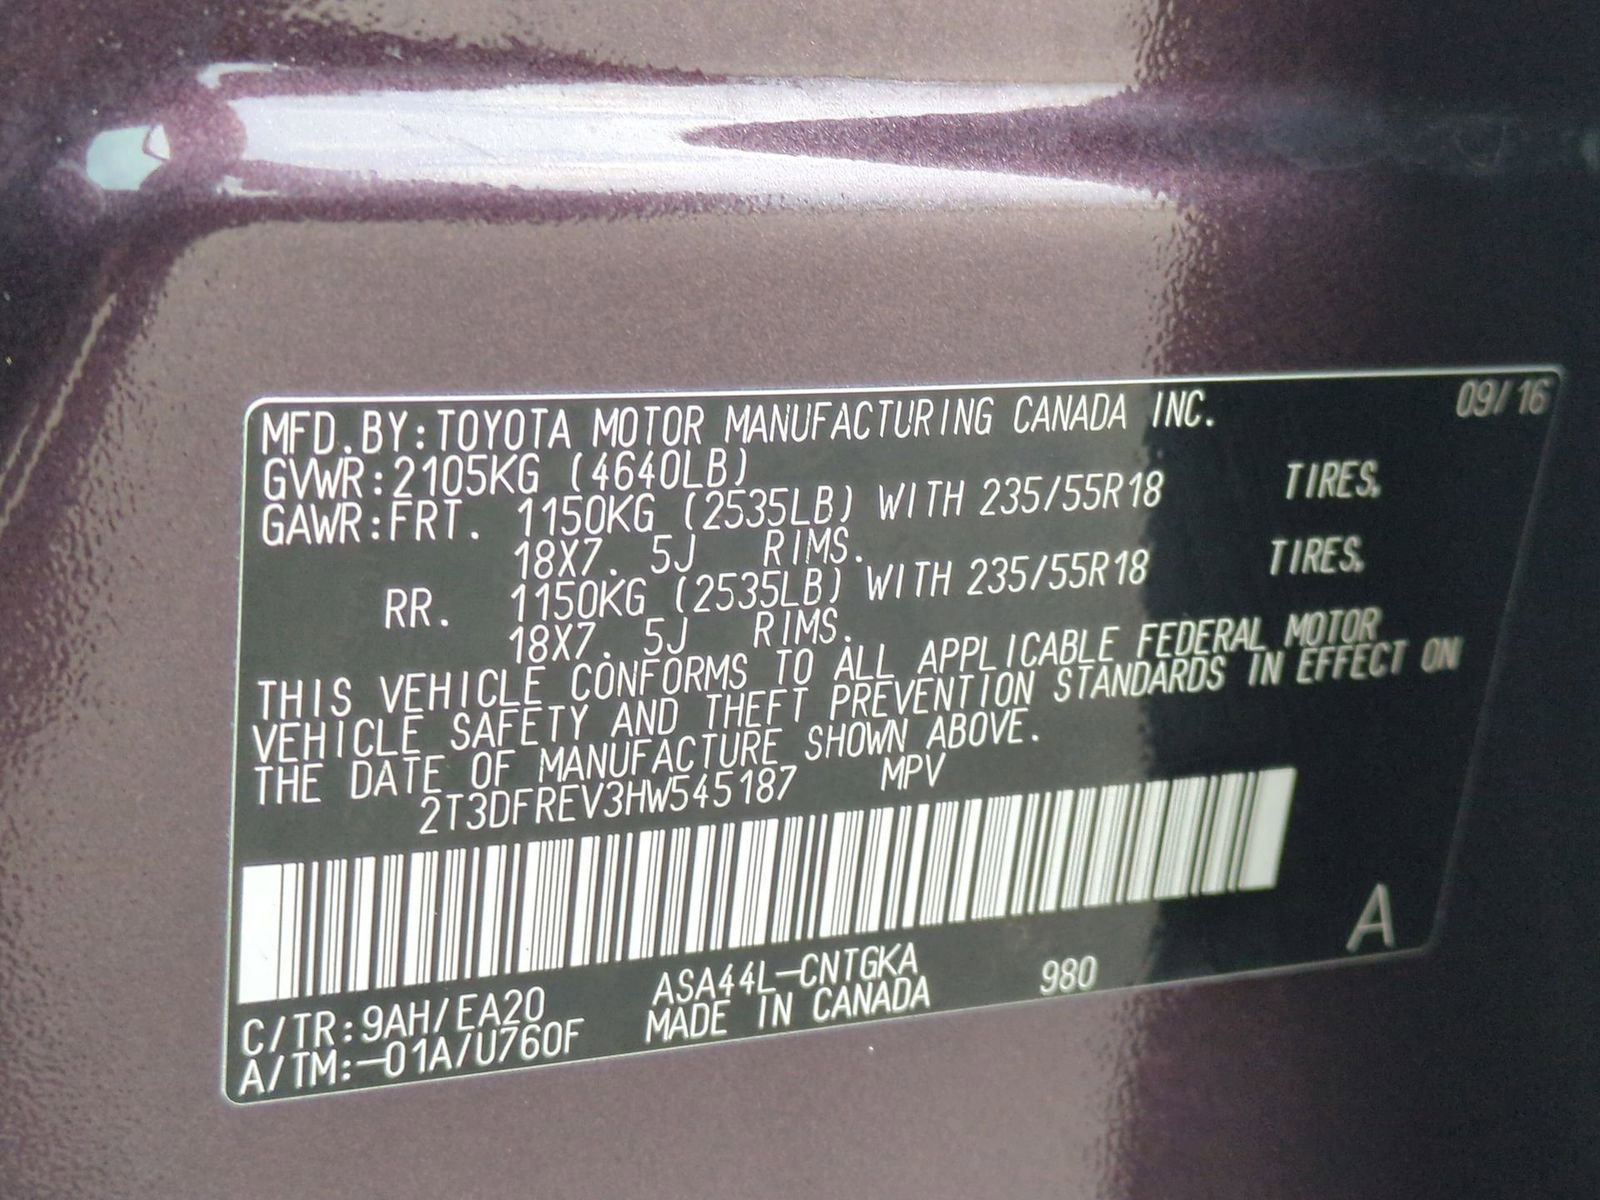 09/16
MFD.BY:TOYOTA MOTOR MANUFACTURING CANADA INC.
GVWR:2105KG (4640LB)
GAWR:FRT. 1150KG (2535LB) WITH 235/55R18 TIRES.
18X7. 5J RIMS.
RR. 1150KG (2535LB) WITH 235/55R18 TIRES.
18X7. 5J RIMS.
THIS VEHICLE CONFORMS TO ALL APPLICABLE FEDERAL MOTOR
VEHICLE SAFETY AND THEFT PREVENTION STANDARDS IN EFFECT ON
THE DATE OF MANUFACTURE SHOWN ABOVE.
2T3DFREV3HW545187 MPV
A
C/TR:9AH/EA20 ASA44L-CNTGKA 980
A/TM:-01A/U760F MADE IN CANADA